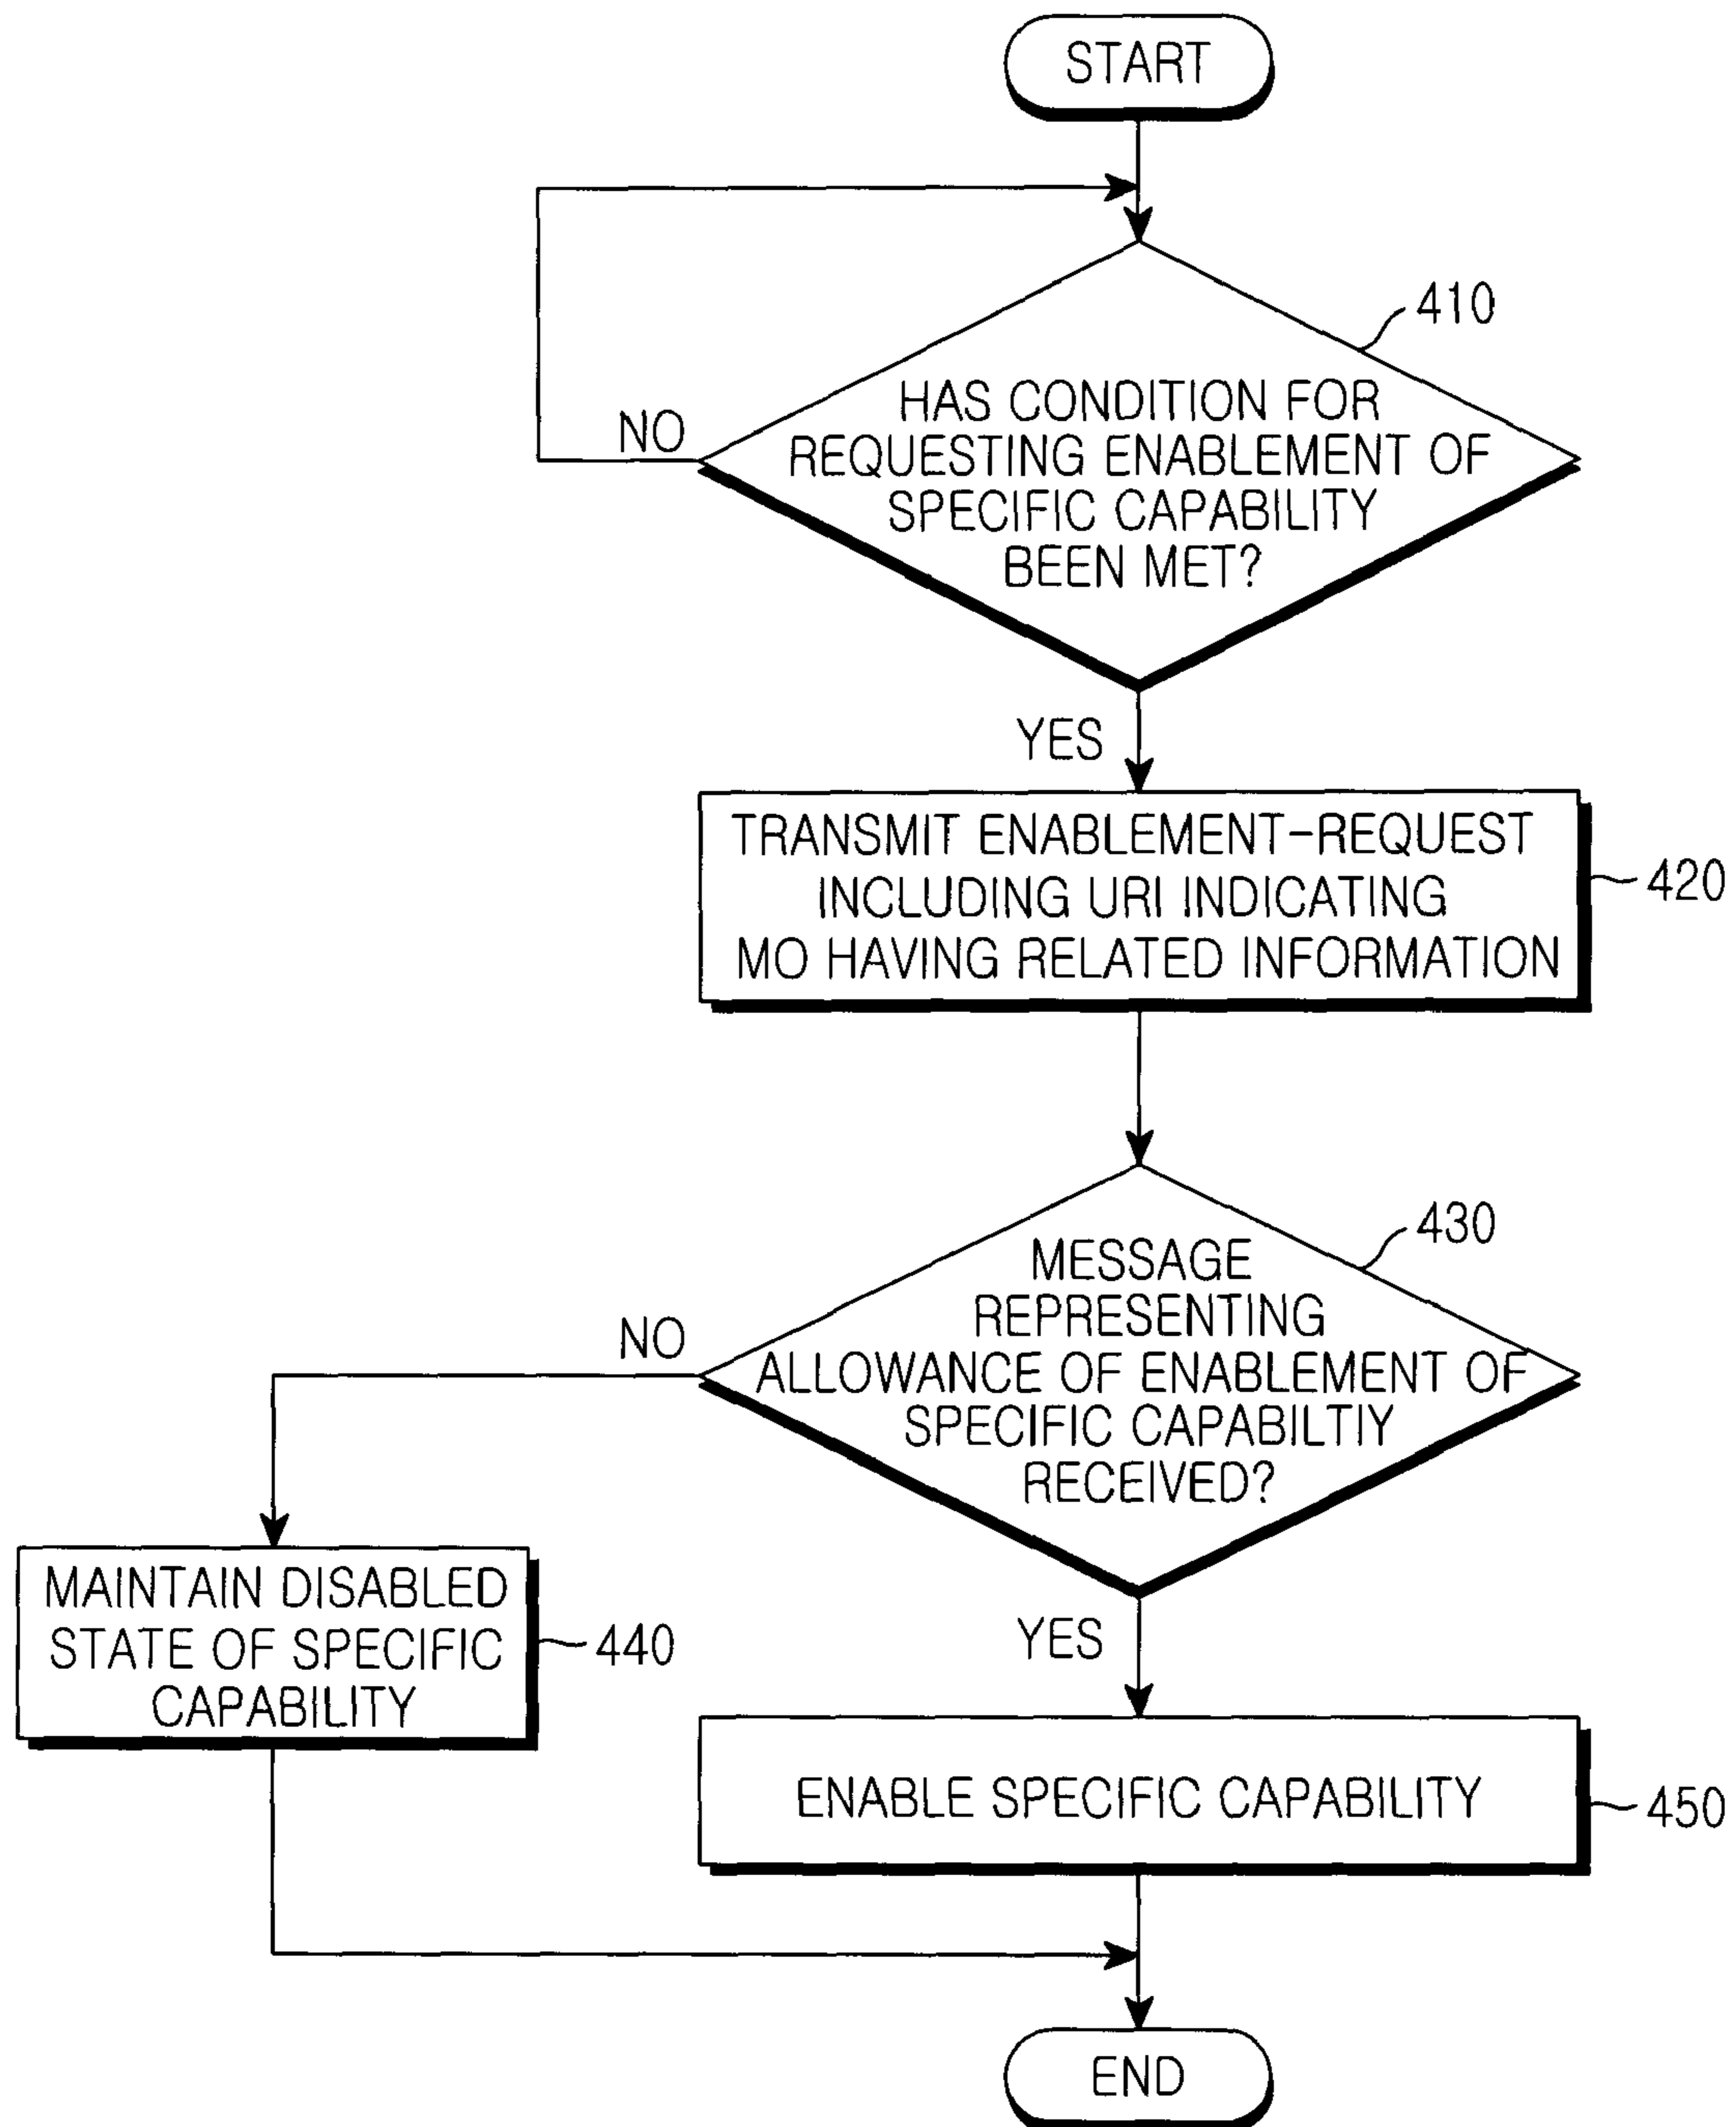 START
410
HAS CONDITION FOR
REQUESTING ENABLEMENT OF
SPECIFIC CAPABILITY
BEEN MET?
NO
YES
TRANSMIT ENABLEMENT-REQUEST
INCLUDING URI INDICATING
MO HAVING RELATED INFORMATION
420
430
MESSAGE
REPRESENTING
ALLOWANCE OF ENABLEMENT OF
SPECIFIC CAPABILTIY
RECEIVED?
NO
YES
MAINTAIN DISABLED
STATE OF SPECIFIC
CAPABILITY
440
ENABLE SPECIFIC CAPABILITY
450
END